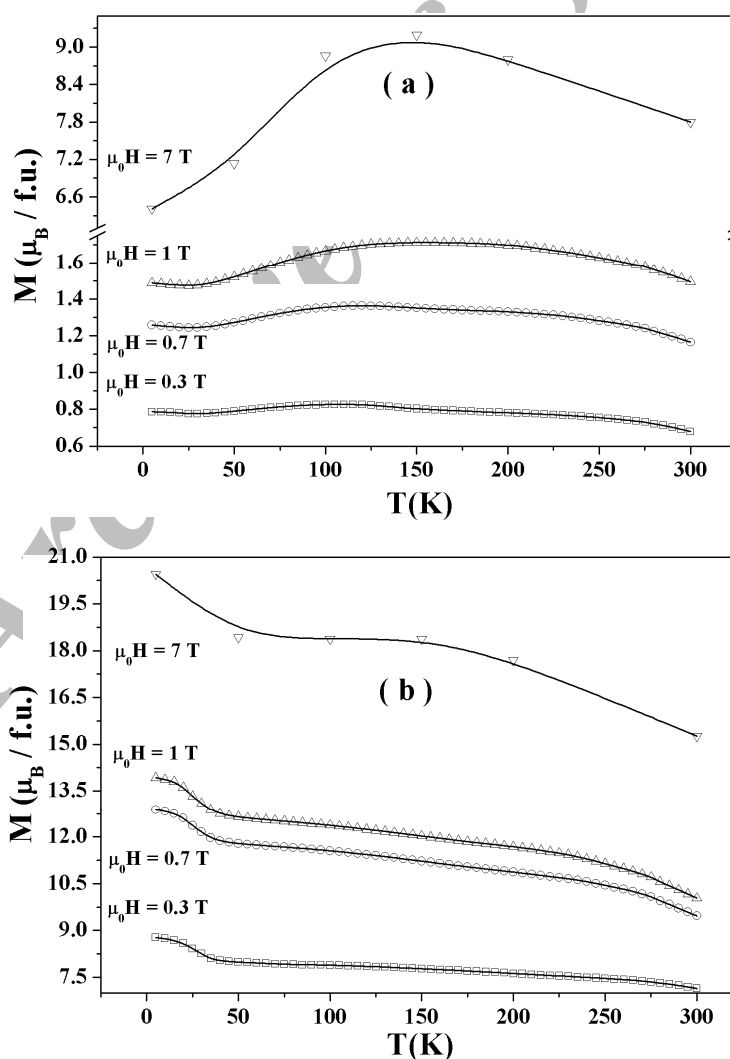 ( a )
μ₀H = 7 T
μ₀H = 1 T
μ₀H = 0.7 T
μ₀H = 0.3 T
M (μB / f.u.)
9.0
8.4
7.8
7.2
6.6
1.6
1.4
1.2
1.0
0.8
0.6
0 50 100 150 200 250 300
T(K)
( b )
μ₀H = 7 T
μ₀H = 1 T
μ₀H = 0.7 T
μ₀H = 0.3 T
M (μB / f.u.)
21.0
19.5
18.0
16.5
15.0
13.5
12.0
10.5
9.0
7.5
0 50 100 150 200 250 300
T(K)